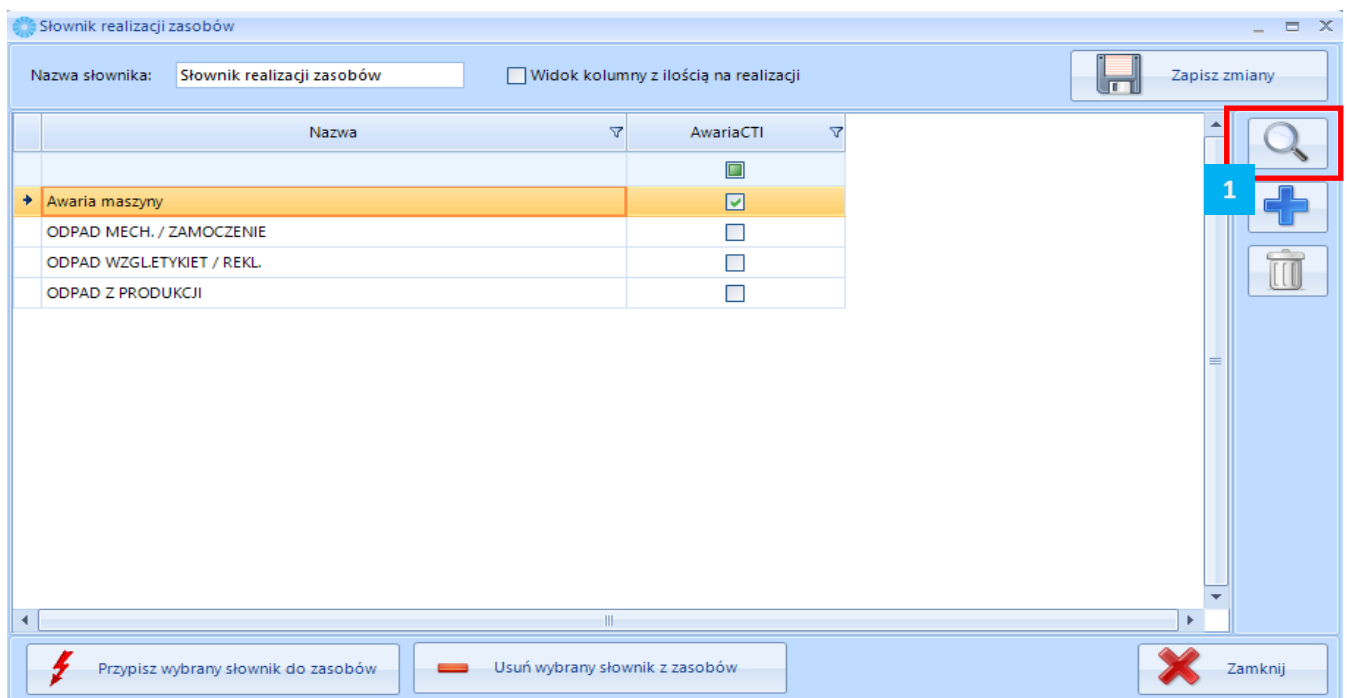 Słownik realizacji zasobów
Nazwa słownika: Słownik realizacji zasobów Widok kolumny z ilością na realizacji Zapisz zmiany
Nazwa AwariaCTI
Awaria maszyny
1
ODPAD MECH. / ZAMOCZENIE
ODPAD WZGL.ETYKIET / REKL.
ODPAD Z PRODUKCJI
Przypisz wybrany słownik do zasobów Usuń wybrany słownik z zasobów Zamknij